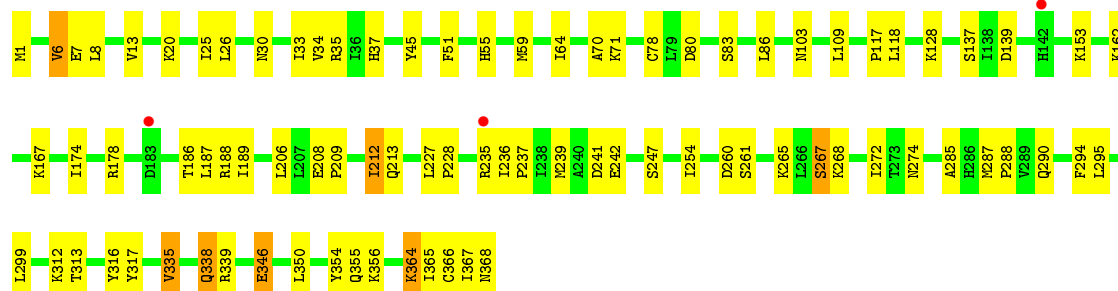 M1 V6 E7 L8 V13 K20 I25 L26 N30 I33 V34 R35 I36 H37 Y45 F51 H55 M59 I64 A70 K71 C78 L79 D80 S83 L86 N103 L109 P117 L118 K128 S137 I138 D139 H142 K153 K162
K167 I174 R178 D183 T186 L187 R188 I189 L206 L207 E208 P209 I212 Q213 L227 P228 R235 I236 P237 I238 M239 A240 D241 E242 S247 I254 D260 S261 K265 L266 S267 K268 I272 T273 N274 A285 H286 M287 P288 V289 Q290 F294 L295
L299 K312 T313 Y316 Y317 V335 Q338 R339 E346 L350 Y354 Q355 K356 K364 I365 C366 I367 N368